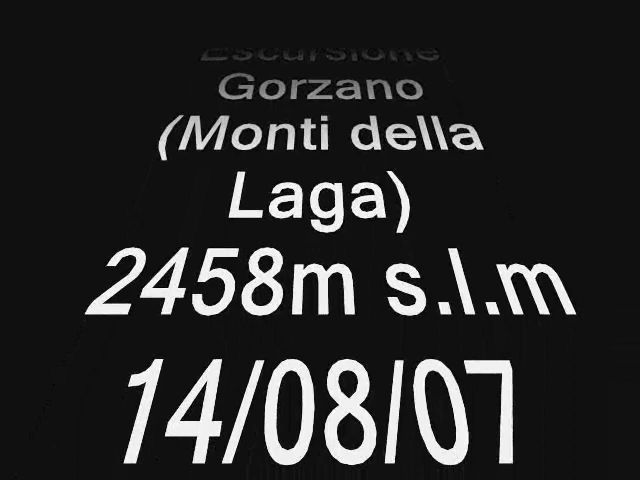 Escursione
Gorzano
(Monti della
Laga)
2458m s.l.m
14/08/07